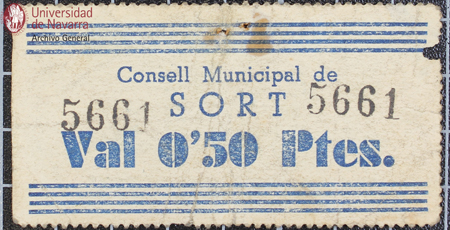 Universidad
de Navarra
Archivo General
Consell Municipal de
SORT
5661 5661
Val 0'50 Ptes.